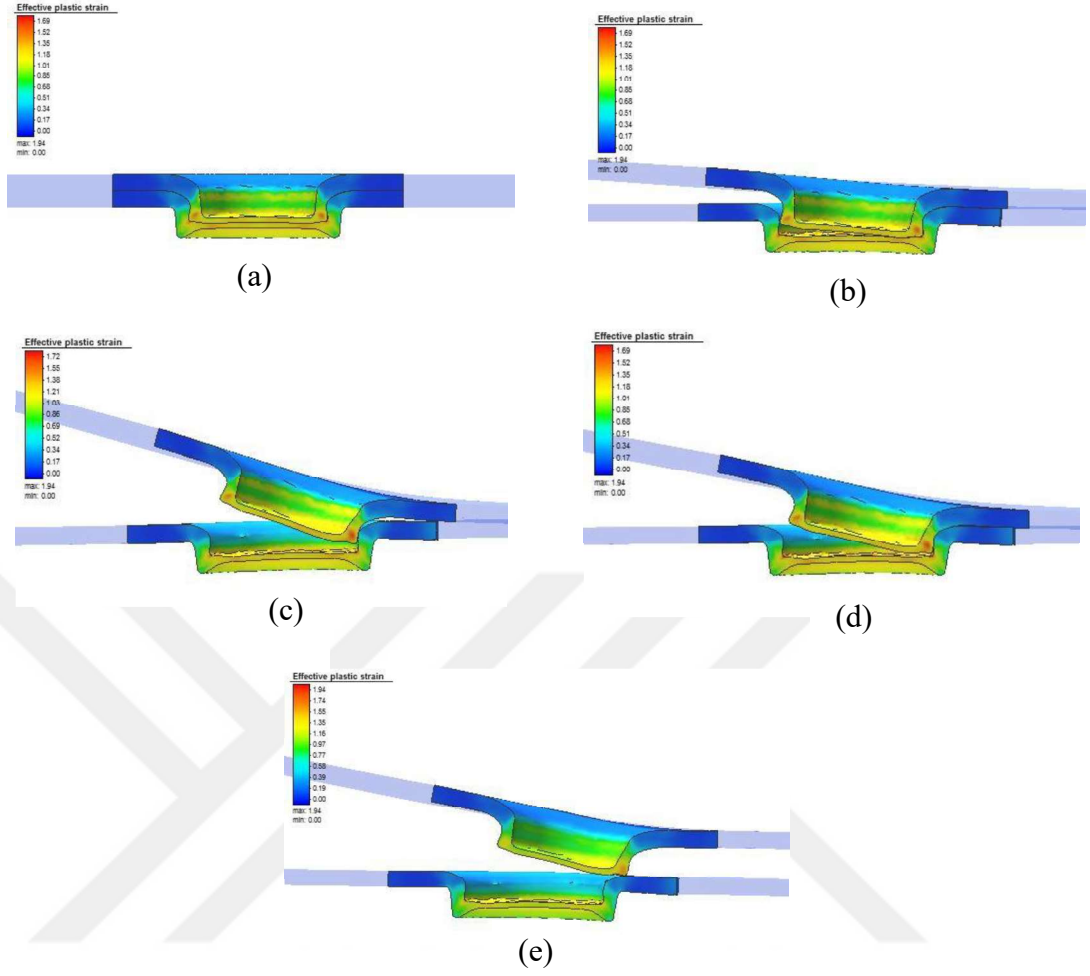 Effective plastic strain
1.69
1.52
1.35
1.18
1.01
0.85
0.68
0.51
0.34
0.17
0.00
max: 1.94
min: 0.00
(a)
Effective plastic strain
1.69
1.52
1.35
1.18
1.01
0.85
0.68
0.51
0.34
0.17
0.00
max: 1.94
min: 0.00
(b)
Effective plastic strain
1.72
1.55
1.38
1.21
1.03
0.86
0.69
0.52
0.34
0.17
0.00
max: 1.94
min: 0.00
(c)
Effective plastic strain
1.69
1.52
1.35
1.18
1.01
0.85
0.68
0.51
0.34
0.17
0.00
max: 1.94
min: 0.00
(d)
Effective plastic strain
1.94
1.74
1.55
1.35
1.16
0.97
0.77
0.58
0.39
0.19
0.00
max: 1.94
min: 0.00
(e)